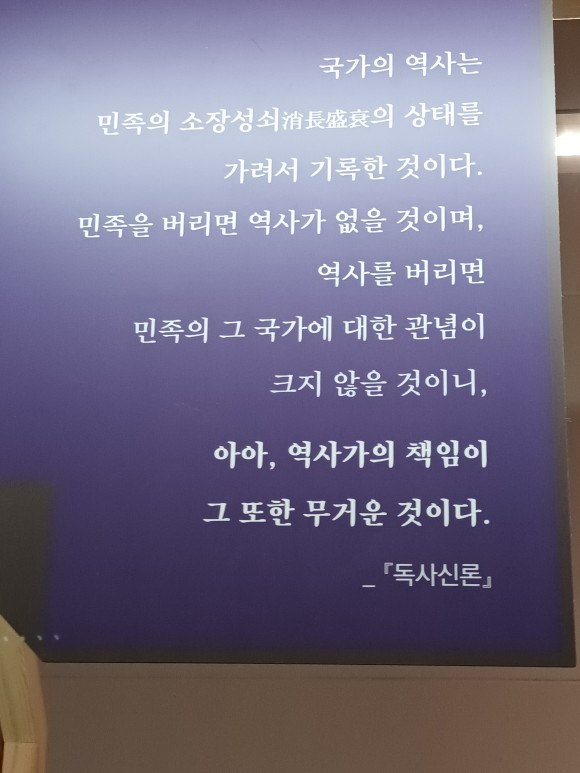 국가의 역사는
민족의 소장성쇠消長盛衰의 상태를
가려서 기록한 것이다.
민족을 버리면 역사가 없을 것이며,
역사를 버리면
민족의 그 국가에 대한 관념이
크지 않을 것이니,
아아, 역사가의 책임이
그 또한 무거운 것이다.
_『독사신론』